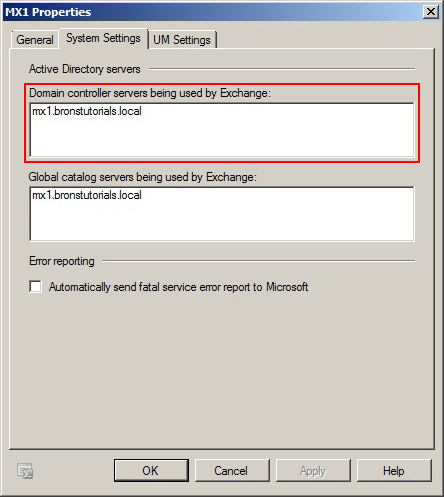 MX1 Properties
General System Settings UM Settings
Active Directory servers
Domain controller servers being used by Exchange:
mx1.bronstutorials.local
Global catalog servers being used by Exchange:
mx1.bronstutorials.local
Error reporting
Automatically send fatal service error report to Microsoft
OK Cancel Apply Help